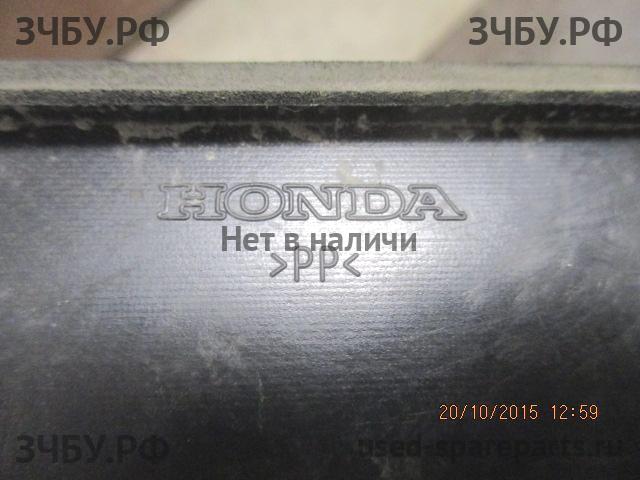 ЗЧБУ.РФ ЗЧБУ.РФ
HONDA
Нет в наличи
>PP<
20/10/2015 12:59
ЗЧБУ.РФ used-spareparts.ru